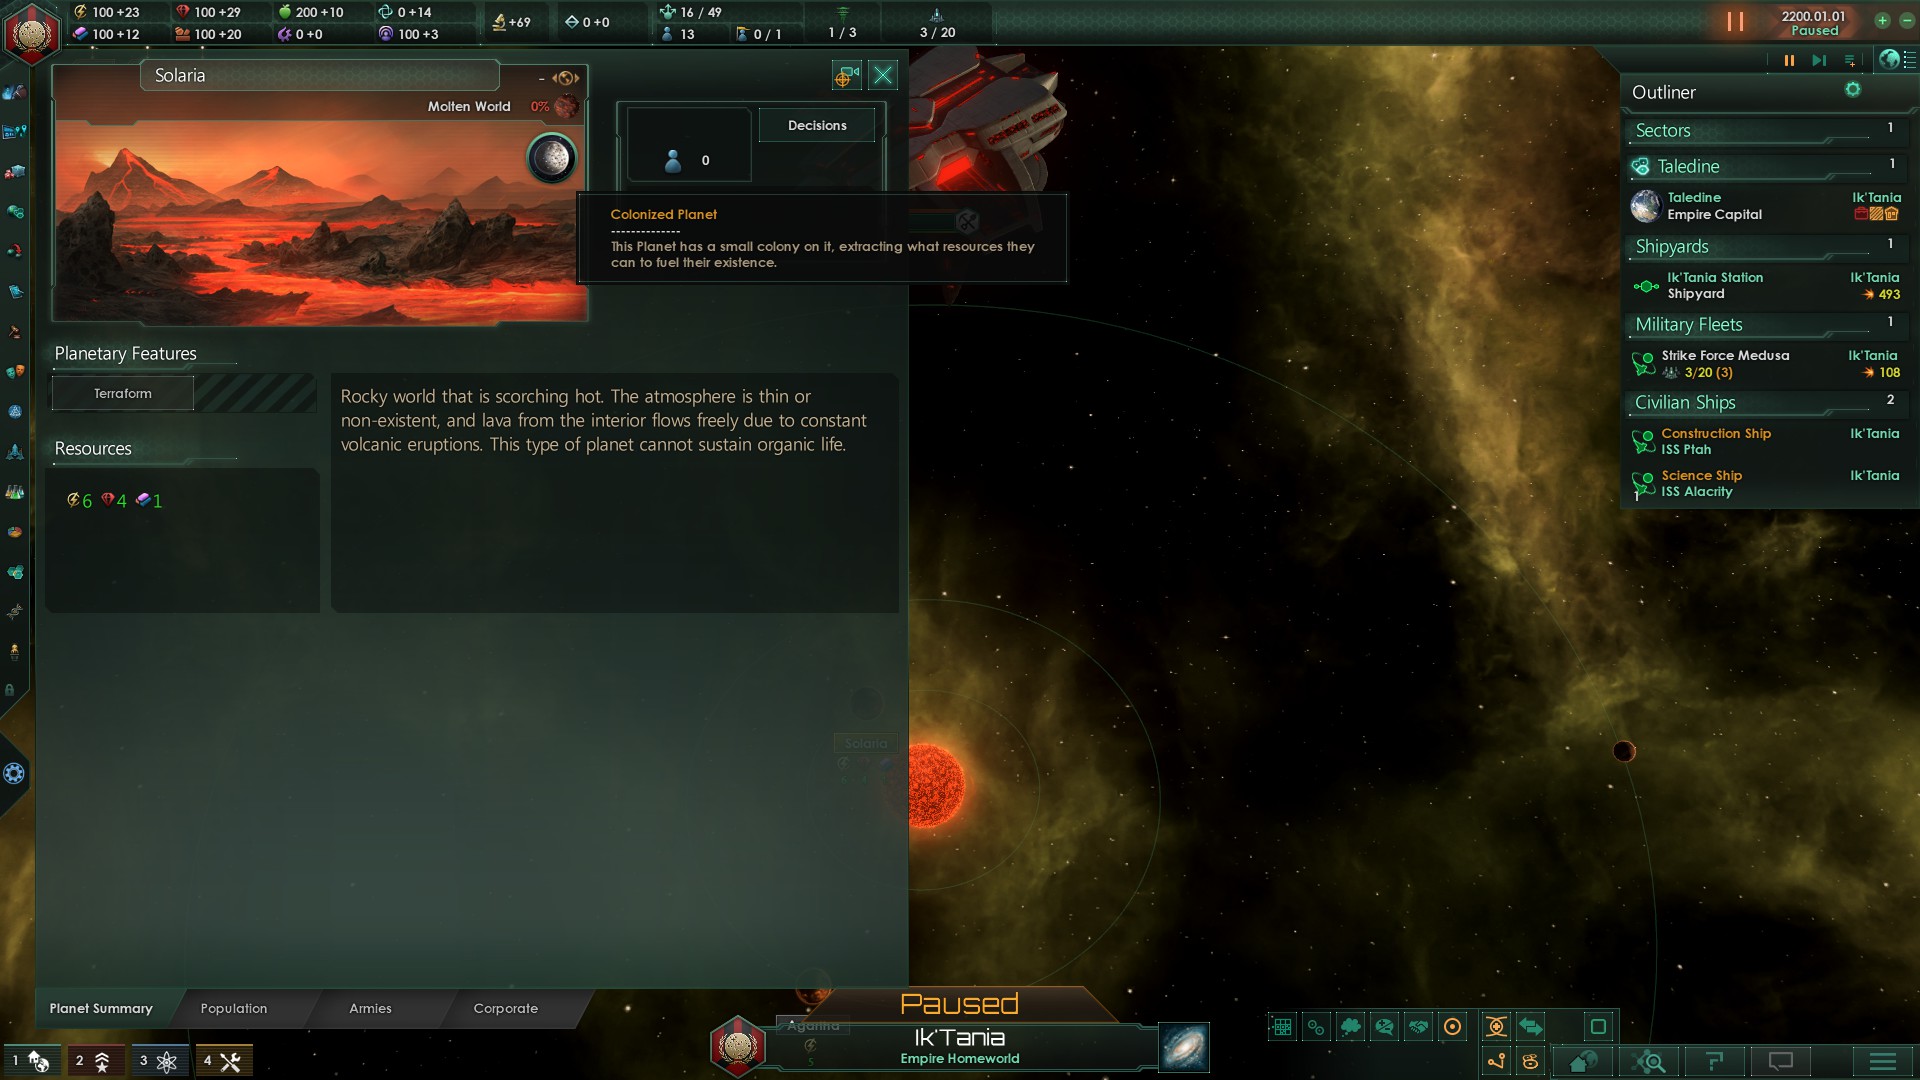 100 +23
100 +29
200 +10
0 +14
100 +12
100 +20
0 +0
100 +3
+69
0 +0
16 / 49
13
0 / 1
1 / 3
3 / 20
2200.01.01
Paused
Solaria
-
Molten World
0%
0
Decisions
Colonized Planet
--------------
This Planet has a small colony on it, extracting what resources they
can to fuel their existence.
Planetary Features
Terraform
Resources
6 4 1
Rocky world that is scorching hot. The atmosphere is thin or
non-existent, and lava from the interior flows freely due to constant
volcanic eruptions. This type of planet cannot sustain organic life.
Solaria
Planet Summary
Population
Armies
Corporate
Outliner
Sectors
1
Taledine
1
Taledine
Ik'Tania
Empire Capital
Shipyards
1
Ik'Tania Station
Ik'Tania
Shipyard
493
Military Fleets
1
Strike Force Medusa
Ik'Tania
3/20 (3)
108
Civilian Ships
2
Construction Ship
Ik'Tania
ISS Ptah
Science Ship
Ik'Tania
1
ISS Alacrity
Paused
Ik'Tania
Empire Homeworld
5
1
2
3
4